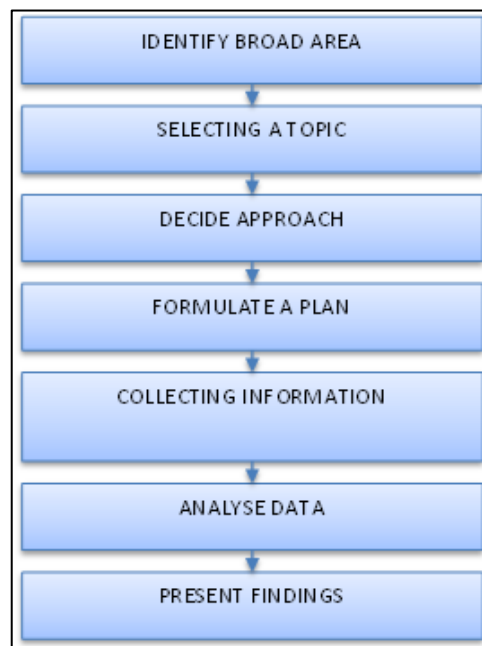 IDENTIFY BROAD AREA
SELECTING A TOPIC
DECIDE APPROACH
FORMULATE A PLAN
COLLECTING INFORMATION
ANALYSE DATA
PRESENT FINDINGS